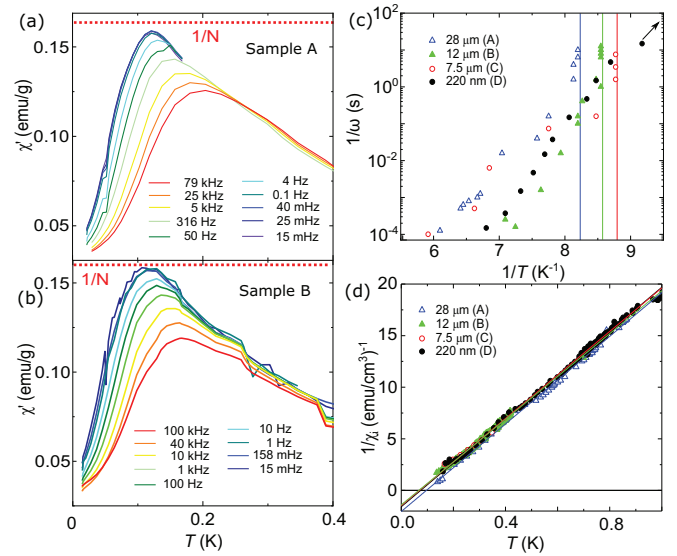 (a)
1/N
Sample A
0.15
0.10
0.05
χ' (emu/g)
79 kHz
25 kHz
5 kHz
316 Hz
50 Hz
4 Hz
0.1 Hz
40 mHz
25 mHz
15 mHz
(b)
1/N
Sample B
0.15
0.10
0.05
χ' (emu/g)
100 kHz
40 kHz
10 kHz
1 kHz
100 Hz
10 Hz
1 Hz
158 mHz
15 mHz
0 0.2 0.4
T (K)
(c)
28 µm (A)
12 µm (B)
7.5 µm (C)
220 nm (D)
10²
10⁰
10⁻²
10⁻⁴
1/ω (s)
6 7 8 9
1/T (K⁻¹)
(d)
28 µm (A)
12 µm (B)
7.5 µm (C)
220 nm (D)
20
15
10
5
0
1/χᵢ (emu/cm³)⁻¹
0.0 0.4 0.8
T (K)